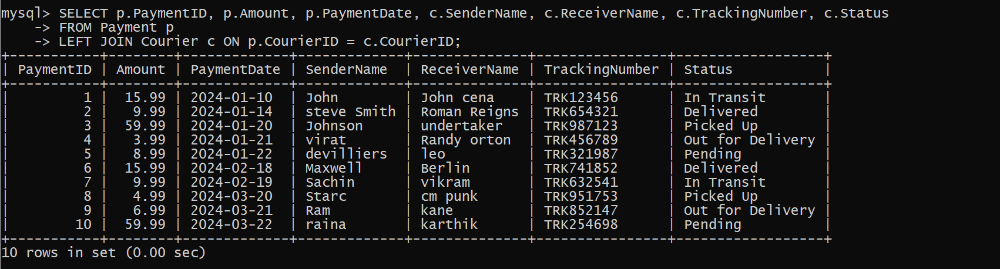 mysql> SELECT p.PaymentID, p.Amount, p.PaymentDate, c.SenderName, c.ReceiverName, c.TrackingNumber, c.Status
    -> FROM Payment p
    -> LEFT JOIN Courier c ON p.CourierID = c.CourierID;
+-----------+--------+-------------+-------------+--------------+----------------+------------------+
| PaymentID | Amount | PaymentDate | SenderName  | ReceiverName | TrackingNumber | Status           |
+-----------+--------+-------------+-------------+--------------+----------------+------------------+
|         1 |  15.99 | 2024-01-10  | John        | John cena    | TRK123456      | In Transit       |
|         2 |   9.99 | 2024-01-14  | steve Smith | Roman Reigns | TRK654321      | Delivered        |
|         3 |  59.99 | 2024-01-20  | Johnson     | undertaker   | TRK987123      | Picked Up        |
|         4 |   3.99 | 2024-01-21  | virat       | Randy orton  | TRK456789      | Out for Delivery |
|         5 |   8.99 | 2024-01-22  | devilliers  | leo          | TRK321987      | Pending          |
|         6 |  15.99 | 2024-02-18  | Maxwell     | Berlin       | TRK741852      | Delivered        |
|         7 |   9.99 | 2024-02-19  | Sachin      | vikram       | TRK632541      | In Transit       |
|         8 |   4.99 | 2024-03-20  | Starc       | cm punk      | TRK951753      | Picked Up        |
|         9 |   6.99 | 2024-03-21  | Ram         | kane         | TRK852147      | Out for Delivery |
|        10 |  59.99 | 2024-03-22  | raina       | karthik      | TRK254698      | Pending          |
+-----------+--------+-------------+-------------+--------------+----------------+------------------+
10 rows in set (0.00 sec)